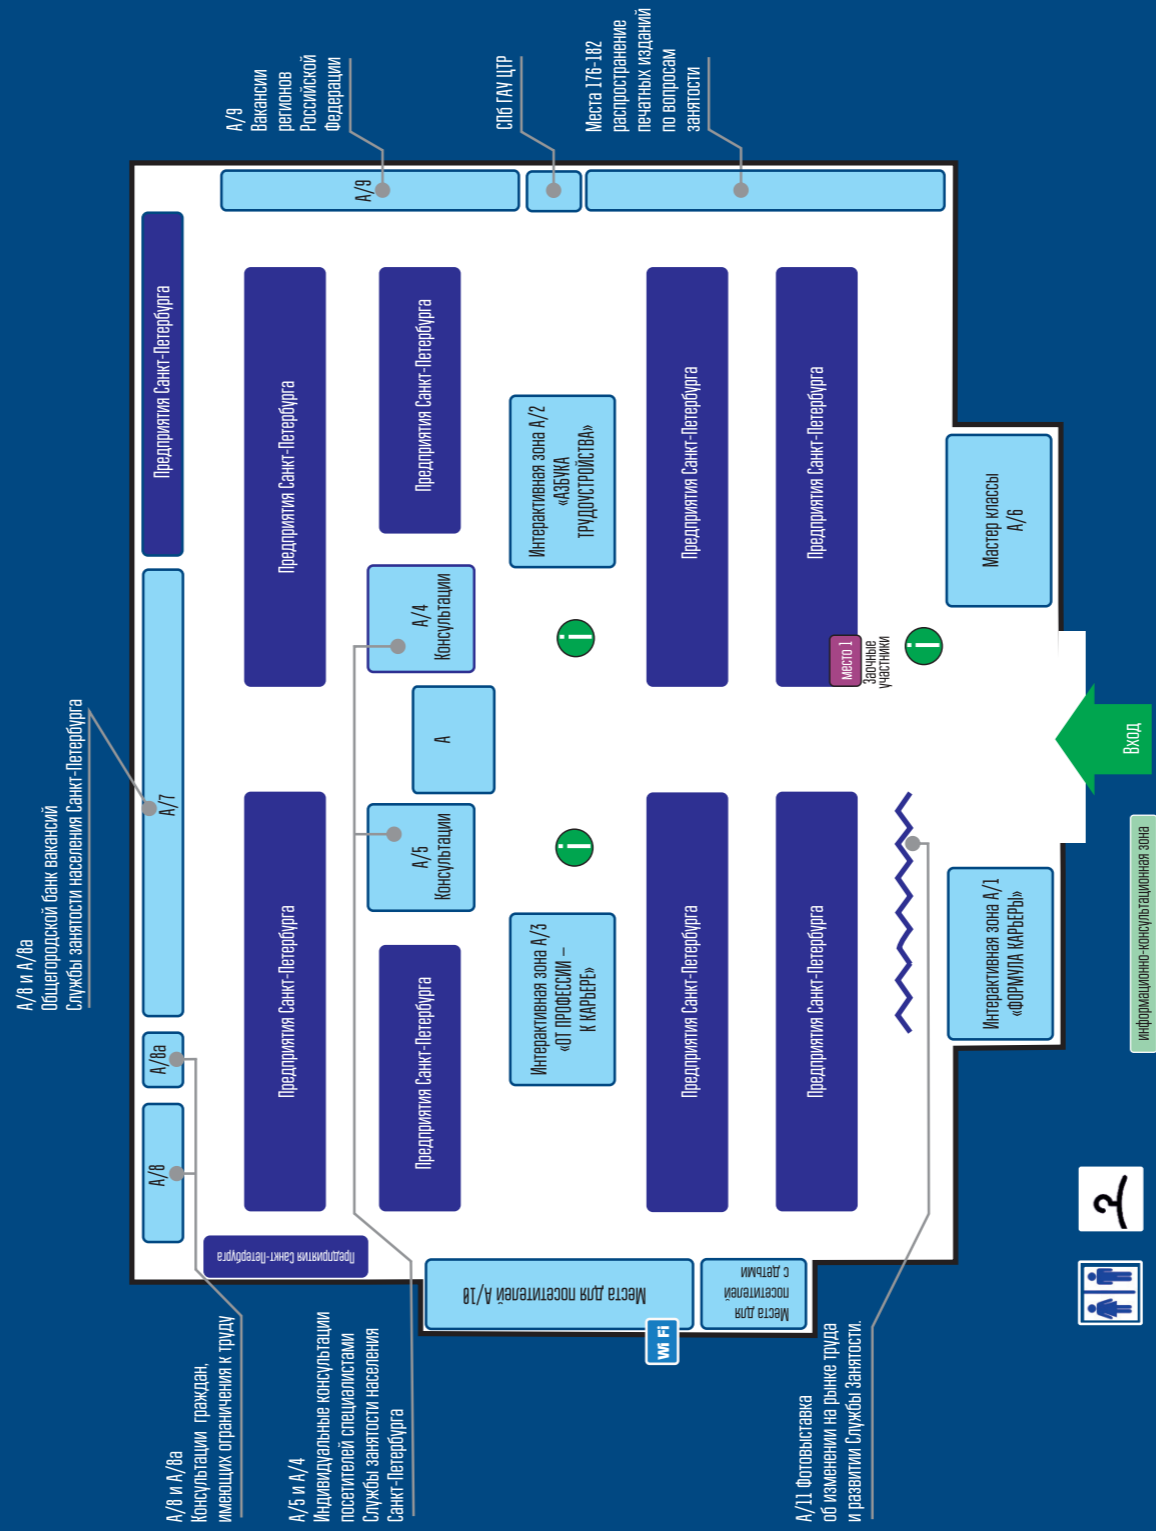 А/8 и А/8а
Общегородской банк вакансий
Службы занятости населения Санкт-Петербурга
А/9
Вакансии
регионов
Российской
Федерации
СПб ГАУ ЦТР
Места 176-182
распространение
печатных изданий
по вопросам
занятости
А/8 и А/8а
Консультации граждан,
имеющих ограничения к труду
А/5 и А/4
Индивидуальные консультации
посетителей специалистами
Службы занятости населения
Санкт-Петербурга
А/11 Фотовыставка
об изменении на рынке труда
и развитии Службы Занятости.
А/8
А/8а
А/7
Предприятия Санкт-Петербурга
А/9
Предприятия Санкт-Петербурга
Предприятия Санкт-Петербурга
Предприятия Санкт-Петербурга
Предприятия Санкт-Петербурга
А/5
Консультации
А
А/4
Консультации
Предприятия Санкт-Петербурга
Интерактивная зона А/3
«ОТ ПРОФЕССИИ –
К КАРЬЕРЕ»
Интерактивная зона А/2
«АЗБУКА
ТРУДОУСТРОЙСТВА»
i
i
Места для посетителей А/10
Wi Fi
Места для
посетителей
с детьми
Предприятия Санкт-Петербурга
Предприятия Санкт-Петербурга
Предприятия Санкт-Петербурга
Предприятия Санкт-Петербурга
место 1
Заочные
участники
i
Интерактивная зона А/1
«ФОРМУЛА КАРЬЕРЫ»
Мастер классы
А/6
Вход
информационно-консультационная зона